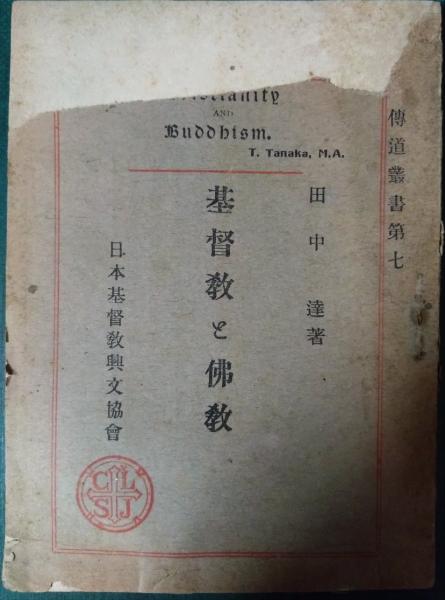 AND
Buddhism.
T. Tanaka, M.A.
傳道叢書第七
田中達著
基督教と佛教
日本基督教興文協會
CLSJ